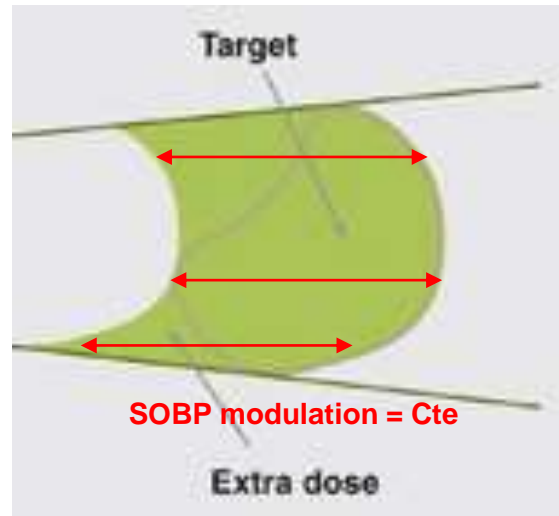 Target
SOBP modulation = Cte
Extra dose